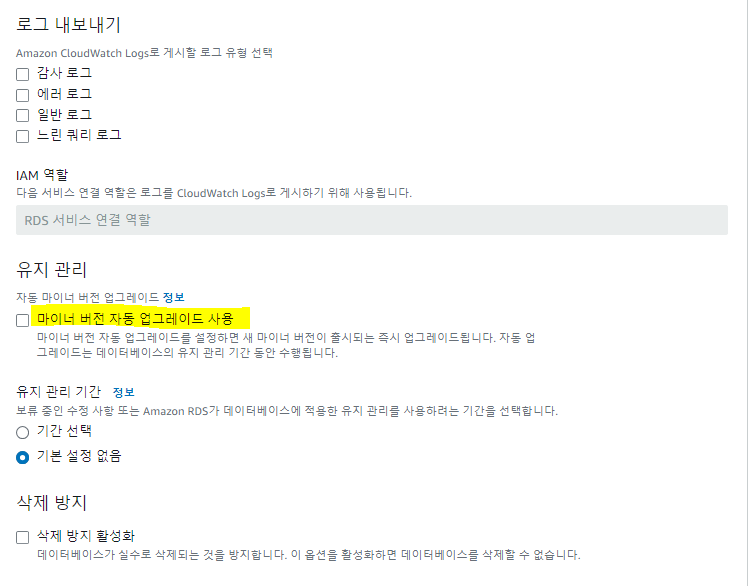 로그 내보내기
Amazon CloudWatch Logs로 게시할 로그 유형 선택
감사 로그
에러 로그
일반 로그
느린 쿼리 로그
IAM 역할
다음 서비스 연결 역할은 로그를 CloudWatch Logs로 게시하기 위해 사용됩니다.
RDS 서비스 연결 역할
유지 관리
자동 마이너 버전 업그레이드 정보
마이너 버전 자동 업그레이드 사용
마이너 버전 자동 업그레이드를 설정하면 새 마이너 버전이 출시되는 즉시 업그레이드됩니다. 자동 업
그레이드는 데이터베이스의 유지 관리 기간 동안 수행됩니다.
유지 관리 기간 정보
보류 중인 수정 사항 또는 Amazon RDS가 데이터베이스에 적용한 유지 관리를 사용하려는 기간을 선택합니다.
기간 선택
기본 설정 없음
삭제 방지
삭제 방지 활성화
데이터베이스가 실수로 삭제되는 것을 방지합니다. 이 옵션을 활성화하면 데이터베이스를 삭제할 수 없습니다.